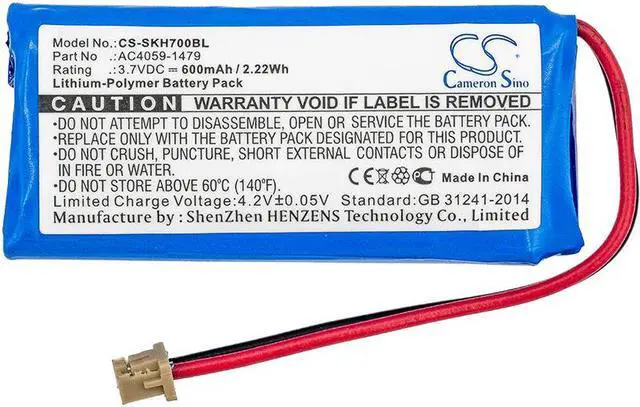 Model No.:CS-SKH700BL
Part No .:AC4059-1479
Rating .:3.7VDC ⎓ 600mAh / 2.22Wh
Lithium-Polymer Battery Pack
CS
Cameron Sino
CAUTION: WARRANTY VOID IF LABEL IS REMOVED
*DO NOT ATTEMPT TO DISASSEMBLE, OPEN OR SERVICE THE BATTERY PACK.
*REPLACE ONLY WITH THE BATTERY PACK DESIGNED FOR THIS PRODUCT.
*DO NOT CRUSH, PUNCTURE, SHORT EXTERNAL CONTACTS OR DISPOSE OF
IN FIRE OR WATER.
*DO NOT STORE ABOVE 60℃ (140℉).
CE Made In China
Limited Charge Voltage:4.2V±0.05V Standard:GB 31241-2014
Manufacture by : ShenZhen HENZENS Technology Co., Limited